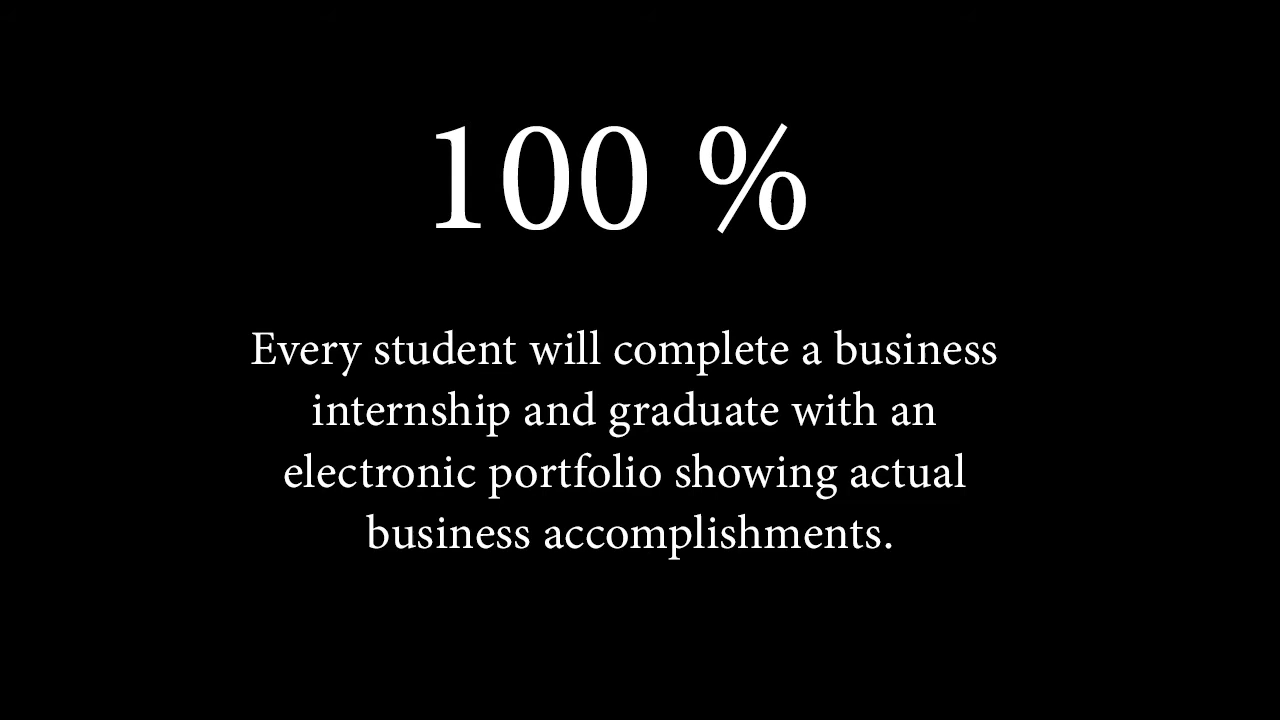 100 %
Every student will complete a business
internship and graduate with an
electronic portfolio showing actual
business accomplishments.